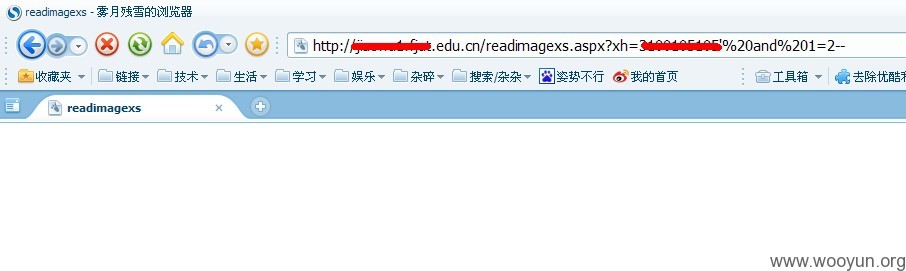 readimagexs - 雾月残雪的浏览器
http://.edu.cn/readimagexs.aspx?xh='%20and%201=2--
收藏夹 链接 技术 生活 学习 娱乐 杂碎 搜索/杂杂 姿势不行 我的首页 工具箱 去除优酷
readimagexs
www.wooyun.org